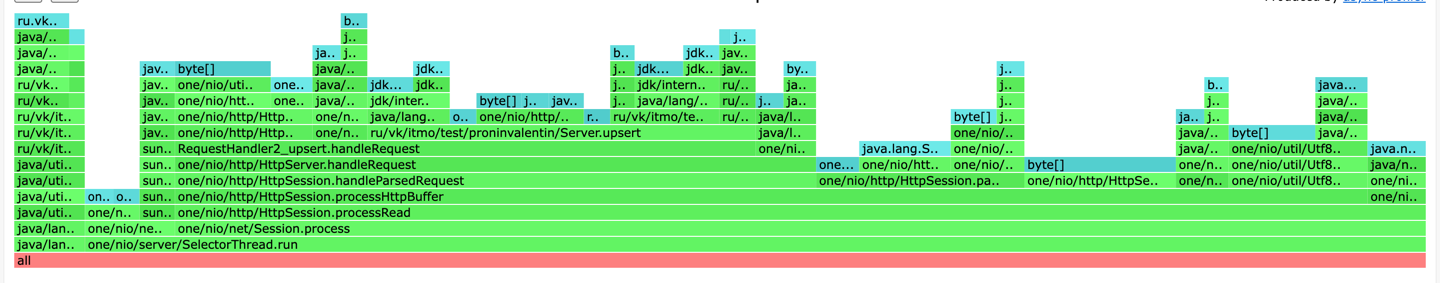 Produced by async-profiler
ru.vk.. b..
java/.. j.. j..
java/.. ja.. j.. b.. jdk.. jav..
java/.. jav.. byte[] java/.. jdk.. j.. jdk... jdk.. jav.. by.. j..
ru/vk.. jav.. one/nio/uti.. one.. java/.. jdk... jdk.. j.. jdk/intern.. ru/.. ja.. j.. b.. java...
ru/vk.. jav.. one/nio/htt.. one.. java/.. jdk/inter.. byte[] j.. jav.. j.. java/lang/.. ru/.. j.. ja.. j.. j.. java/..
ru/vk/it.. jav.. one/nio/http/Http.. one/n.. java/lang.. o.. one/nio/http/.. r.. ru/vk/itmo/te.. ru/.. java/l.. byte[] j.. ja.. j.. java/..
ru/vk/it.. jav.. one/nio/http/Http.. one/n.. ru/vk/itmo/test/proninvalentin/Server.upsert java/l.. one/nio/.. java/.. byte[] java/..
ru/vk/it.. sun.. RequestHandler2_upsert.handleRequest one/ni.. java.lang.S.. one/nio/.. java/.. one/nio/util/Utf8.. java.n..
java/uti.. sun.. one/nio/http/HttpServer.handleRequest one... one/nio/htt.. one/nio/.. byte[] one/n.. one/nio/util/Utf8.. java/n..
java/uti.. sun.. one/nio/http/HttpSession.handleParsedRequest one/nio/http/HttpSession.pa.. one/nio/http/HttpSe.. one/n.. one/nio/util/Utf8.. one/ni..
java/uti.. on.. o.. sun.. one/nio/http/HttpSession.processHttpBuffer one/ni..
java/uti.. one/n.. sun.. one/nio/http/HttpSession.processRead
java/lan.. one/nio/ne.. one/nio/net/Session.process
java/lan.. one/nio/server/SelectorThread.run
all